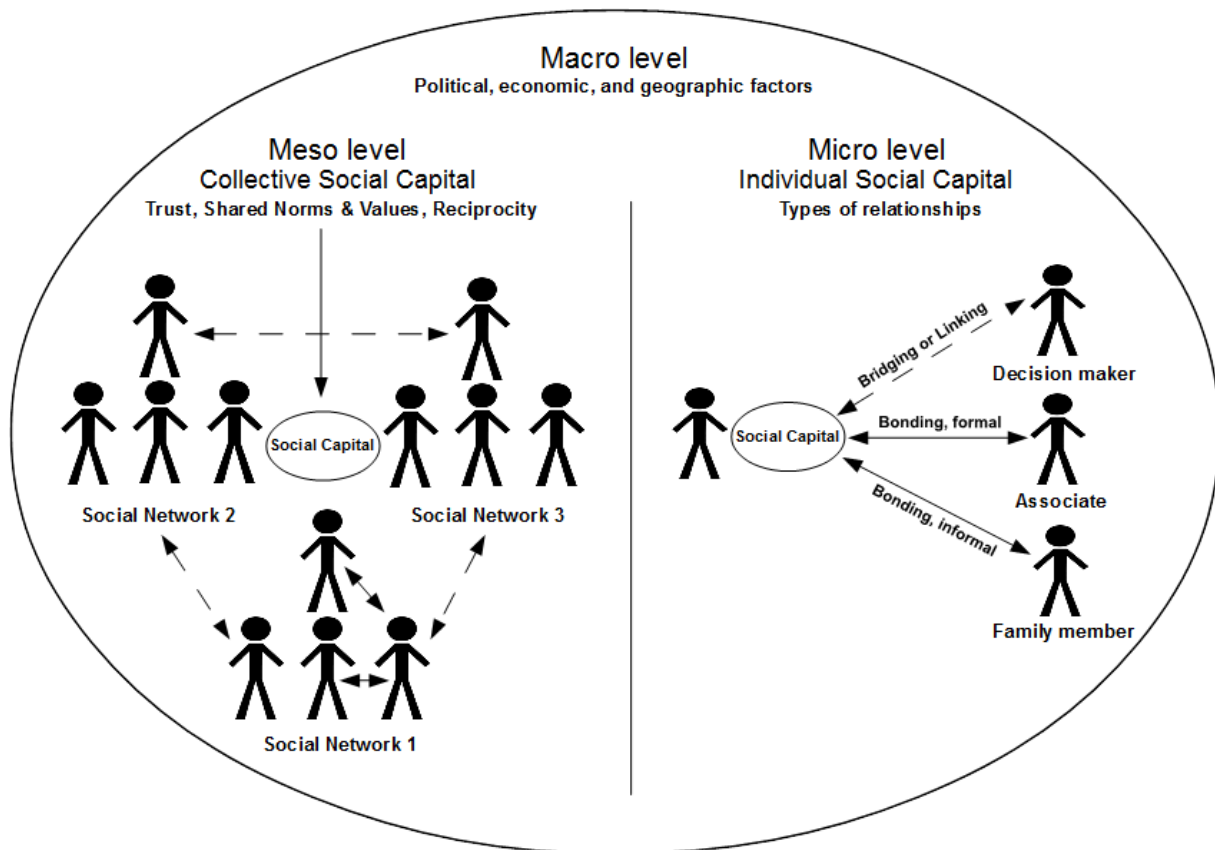 Macro level
Political, economic, and geographic factors
Meso level
Collective Social Capital
Trust, Shared Norms & Values, Reciprocity
Social Capital
Social Network 2
Social Network 3
Social Network 1
Micro level
Individual Social Capital
Types of relationships
Bridging or Linking
Decision maker
Social Capital
Bonding, formal
Associate
Bonding, informal
Family member